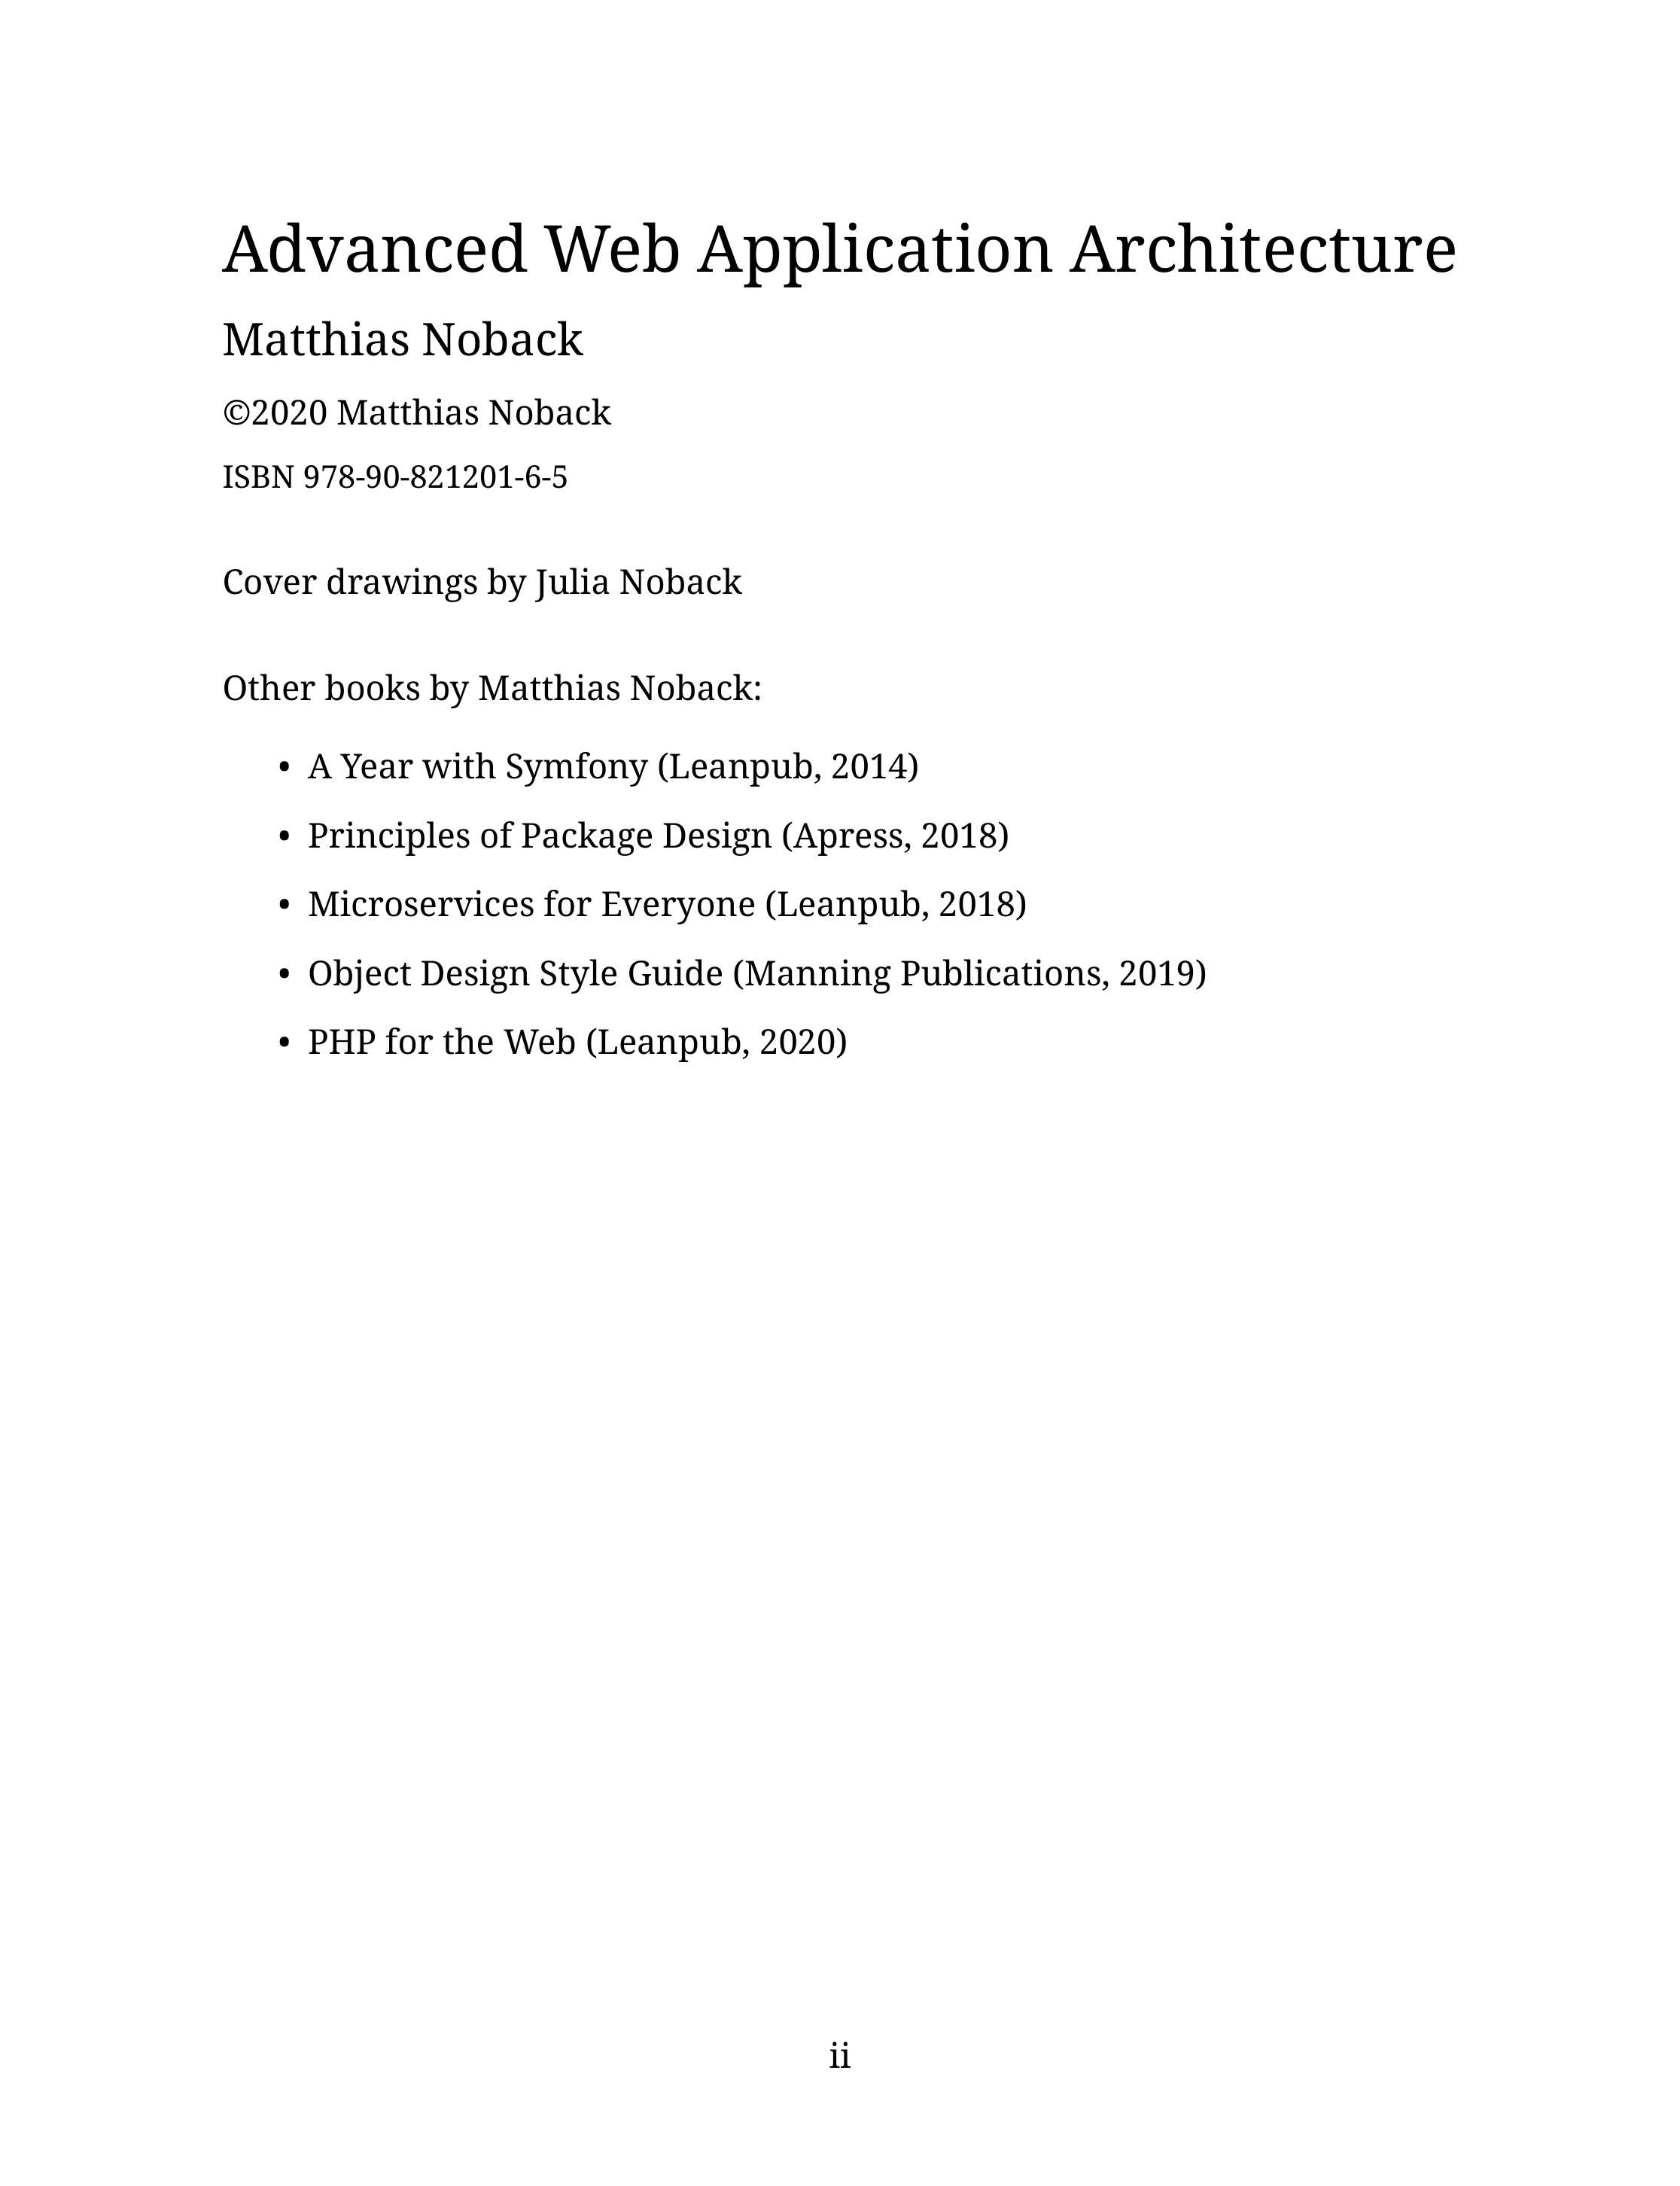 Advanced Web Application Architecture
Matthias Noback
©2020 Matthias Noback
ISBN 978-90-821201-6-5
Cover drawings by Julia Noback
Other books by Matthias Noback:
• A Year with Symfony (Leanpub, 2014)
• Principles of Package Design (Apress, 2018)
• Microservices for Everyone (Leanpub, 2018)
• Object Design Style Guide (Manning Publications, 2019)
• PHP for the Web (Leanpub, 2020)
ii